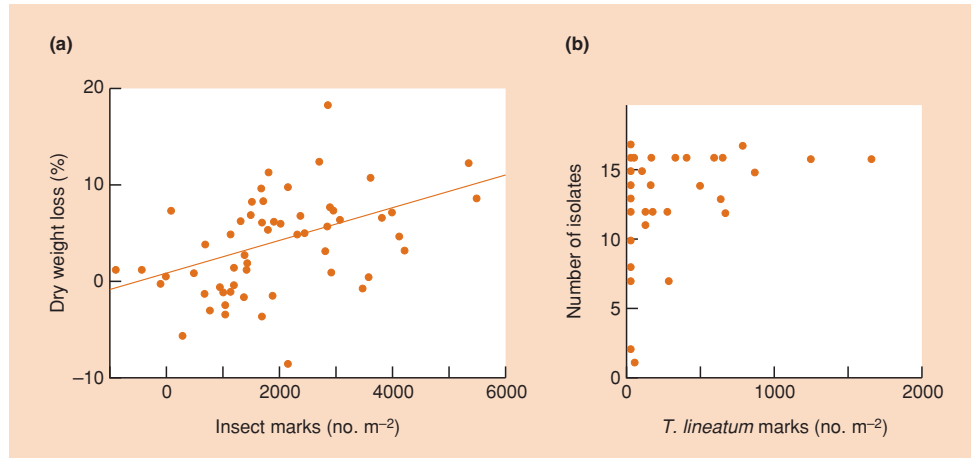 (a)
Dry weight loss (%)
20
10
0
–10
0
2000
4000
6000
Insect marks (no. m–2)
(b)
Number of isolates
15
10
5
0
0
1000
2000
T. lineatum marks (no. m–2)